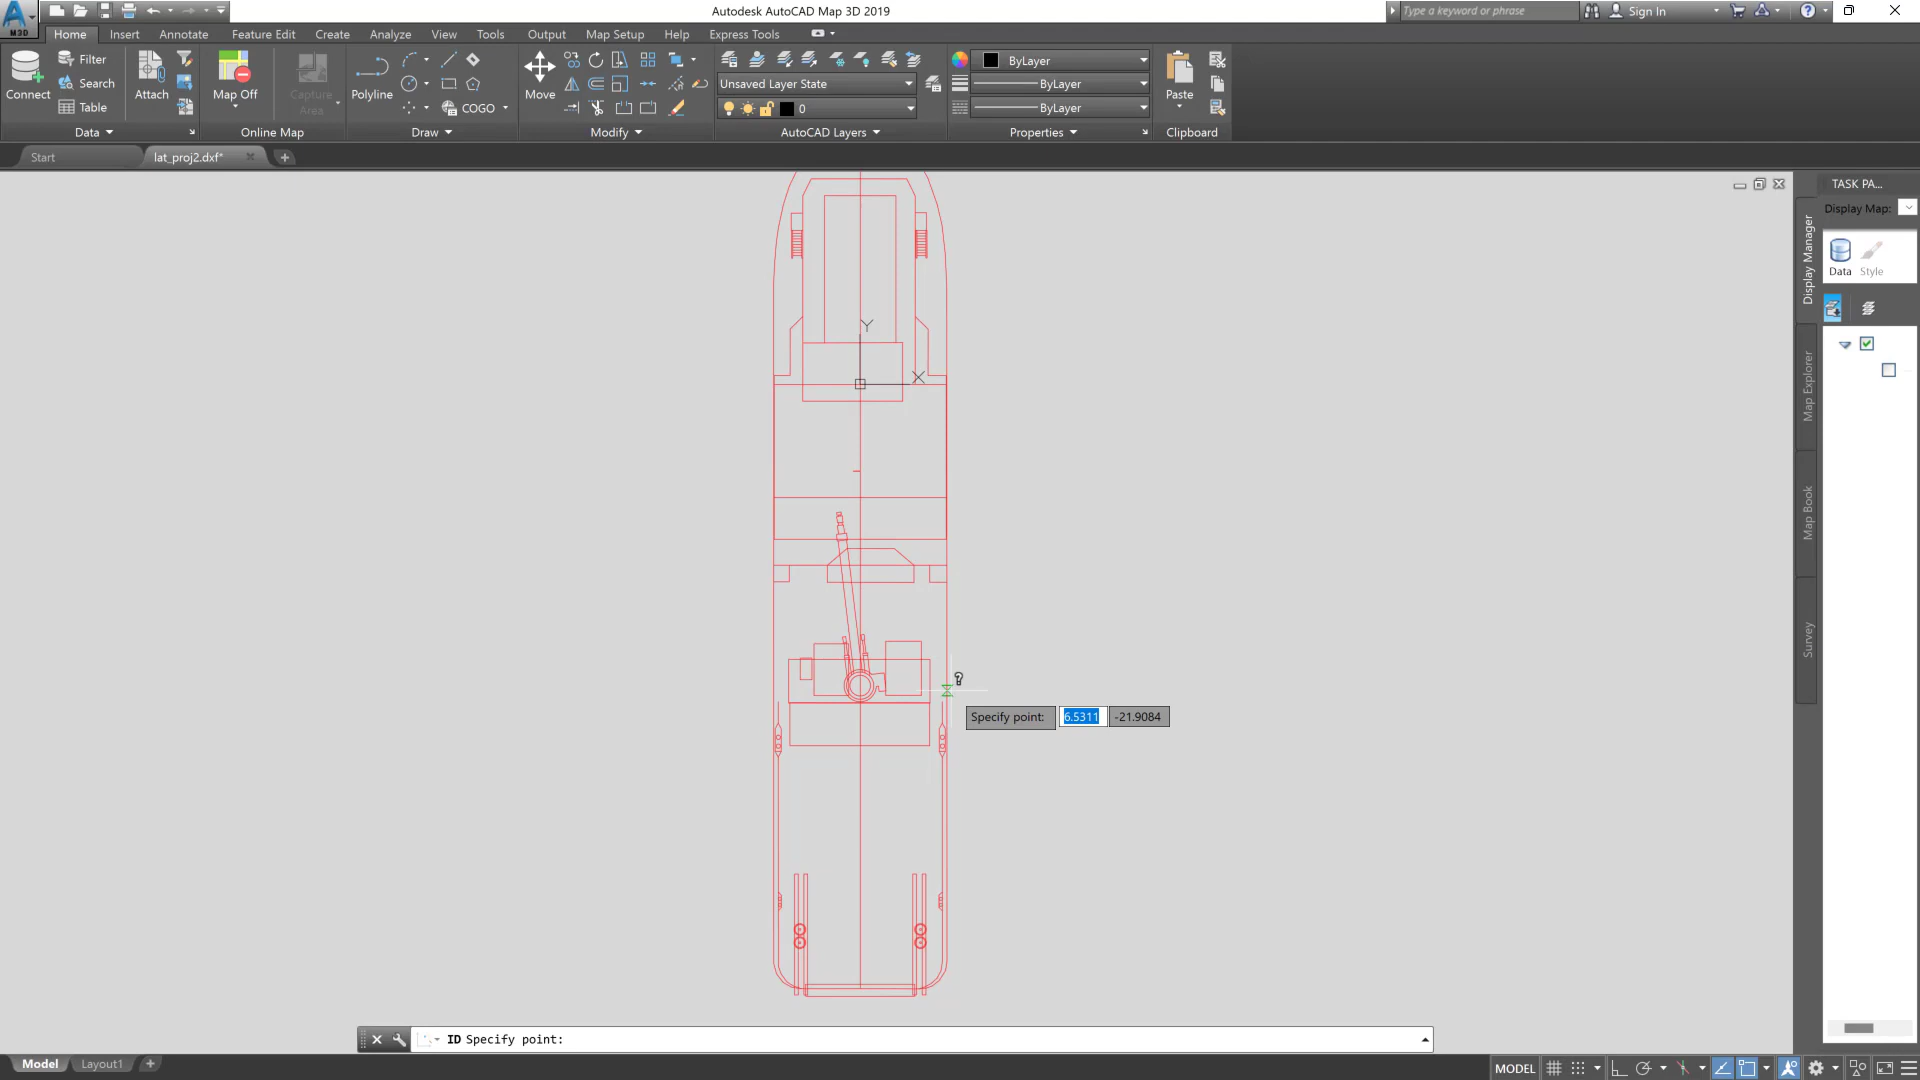 Autodesk AutoCAD Map 3D 2019
Type a keyword or phrase
Sign In
M3D
Home
Insert
Annotate
Feature Edit
Create
Analyze
View
Tools
Output
Map Setup
Help
Express Tools
Connect
Filter
Search
Table
Attach
Map Off
Capture
Area
Polyline
COGO
Move
Unsaved Layer State
0
ByLayer
ByLayer
ByLayer
Paste
Data
Online Map
Draw
Modify
AutoCAD Layers
Properties
Clipboard
Start
lat_proj2.dxf*
TASK PA...
Display Map:
Data
Style
Display Manager
Map Explorer
Map Book
Survey
Y
X
Specify point:
6.5311
-21.9084
ID Specify point:
Model
Layout1
MODEL